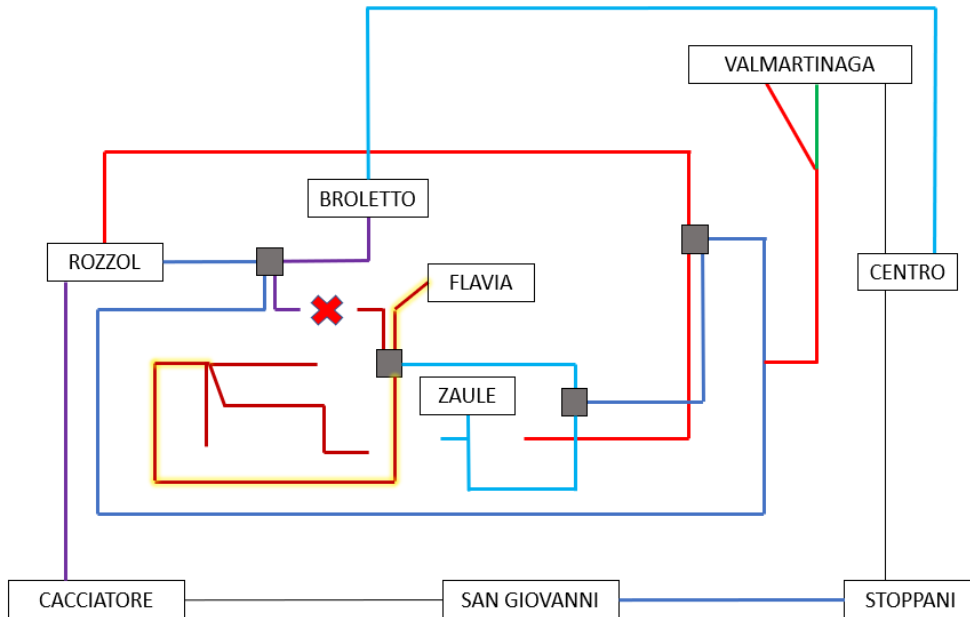 VALMARTINAGA
BROLETTO
ROZZOL
FLAVIA
CENTRO
ZAULE
CACCIATORE
SAN GIOVANNI
STOPPANI